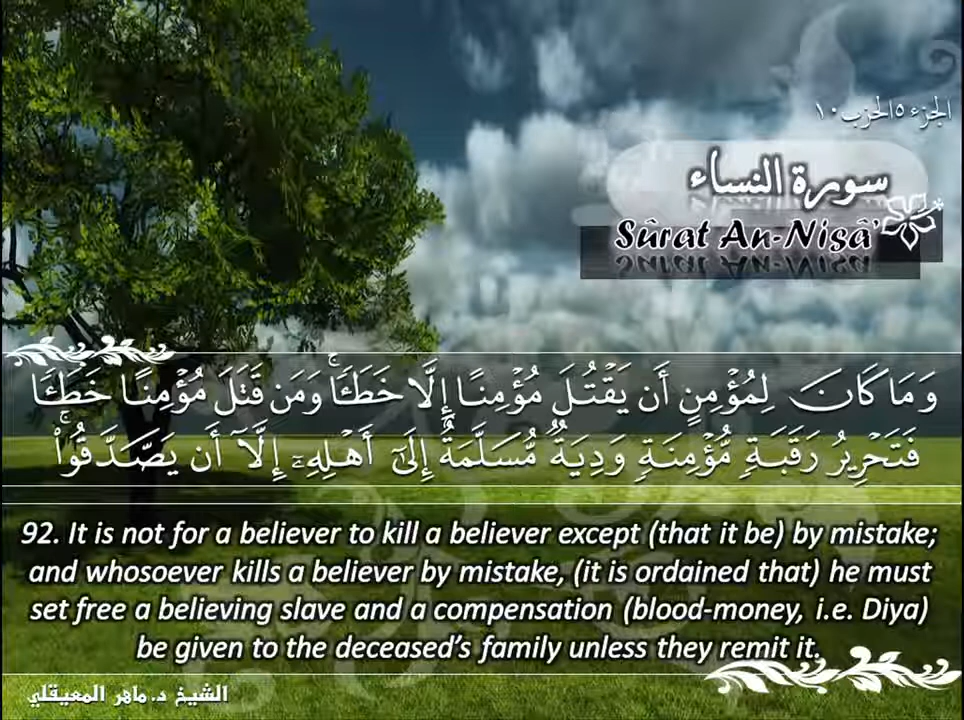 الجزء ٥ الحزب ١٠
سورة النساء
Sûrat An-Nisâ'
وَمَا كَانَ لِمُؤْمِنٍ أَن يَقْتُلَ مُؤْمِنًا إِلَّا خَطَـًٔا ۚ وَمَن قَتَلَ مُؤْمِنًا خَطَـًٔا
فَتَحْرِيرُ رَقَبَةٍ مُّؤْمِنَةٍ وَدِيَةٌ مُّسَلَّمَةٌ إِلَىٰٓ أَهْلِهِۦٓ إِلَّآ أَن يَصَّدَّقُوا۟ ۚ
92. It is not for a believer to kill a believer except (that it be) by mistake;
and whosoever kills a believer by mistake, (it is ordained that) he must
set free a believing slave and a compensation (blood-money, i.e. Diya)
be given to the deceased's family unless they remit it.
الشيخ د. ماهر المعيقلي